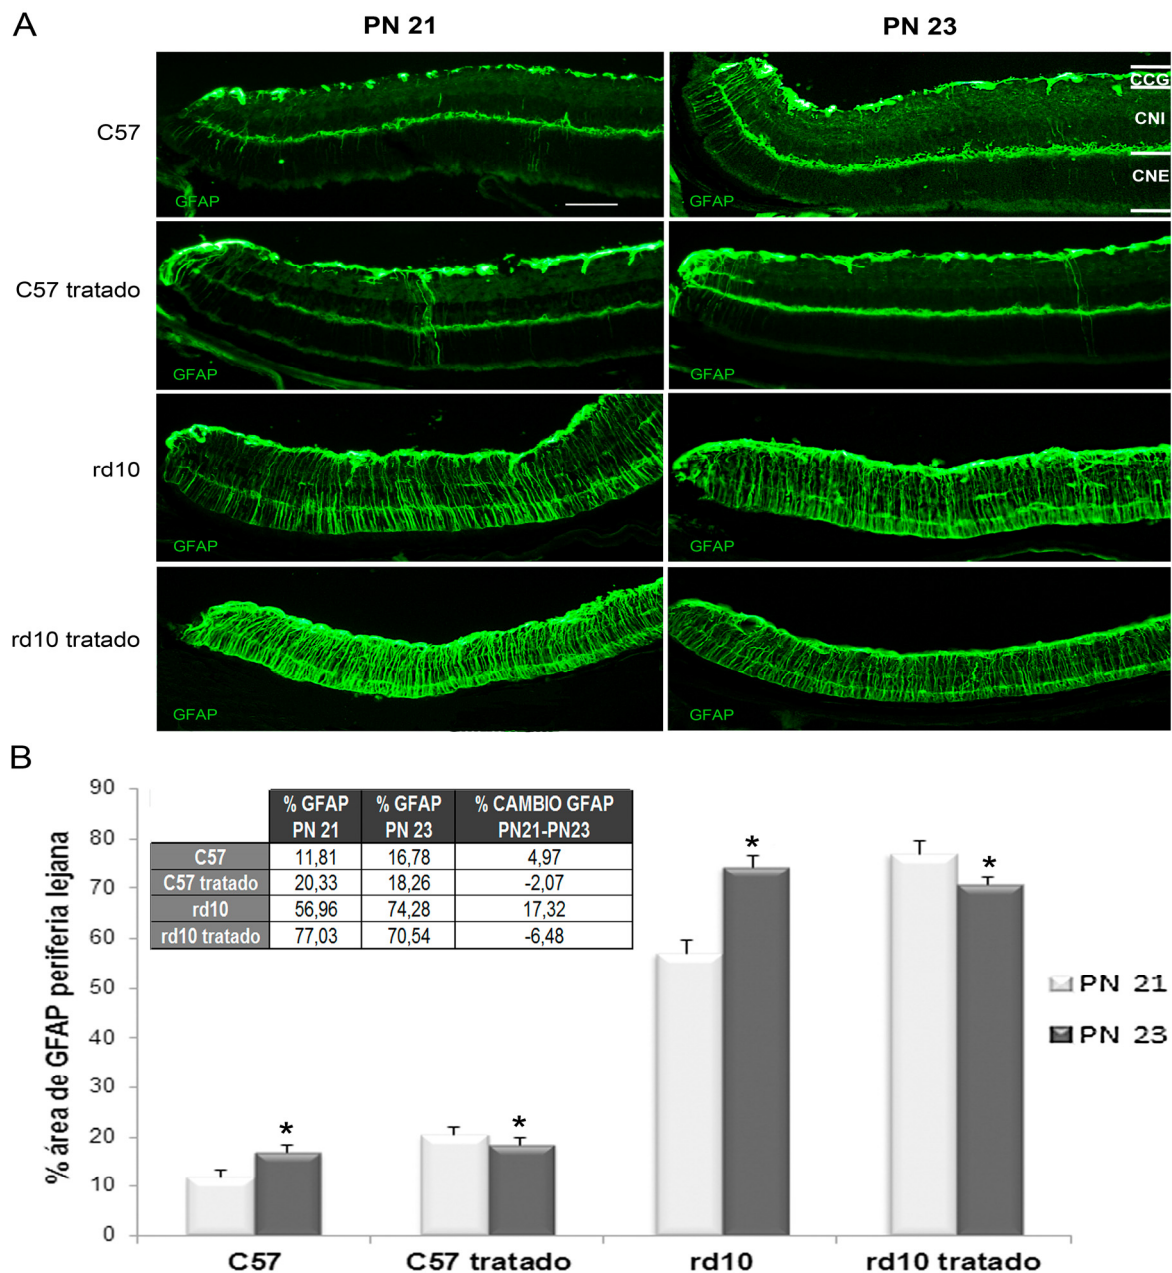 A
PN 21
PN 23
C57
GFAP
GFAP
CCG
CNI
CNE
C57 tratado
GFAP
GFAP
rd10
GFAP
GFAP
rd10 tratado
GFAP
GFAP
B
% área de GFAP periferia lejana
90
80
70
60
50
40
30
20
10
0
% GFAP PN 21 % GFAP PN 23 % CAMBIO GFAP PN21-PN23
C57 11,81 16,78 4,97
C57 tratado 20,33 18,26 -2,07
rd10 56,96 74,28 17,32
rd10 tratado 77,03 70,54 -6,48
* * * *
PN 21
PN 23
C57 C57 tratado rd10 rd10 tratado